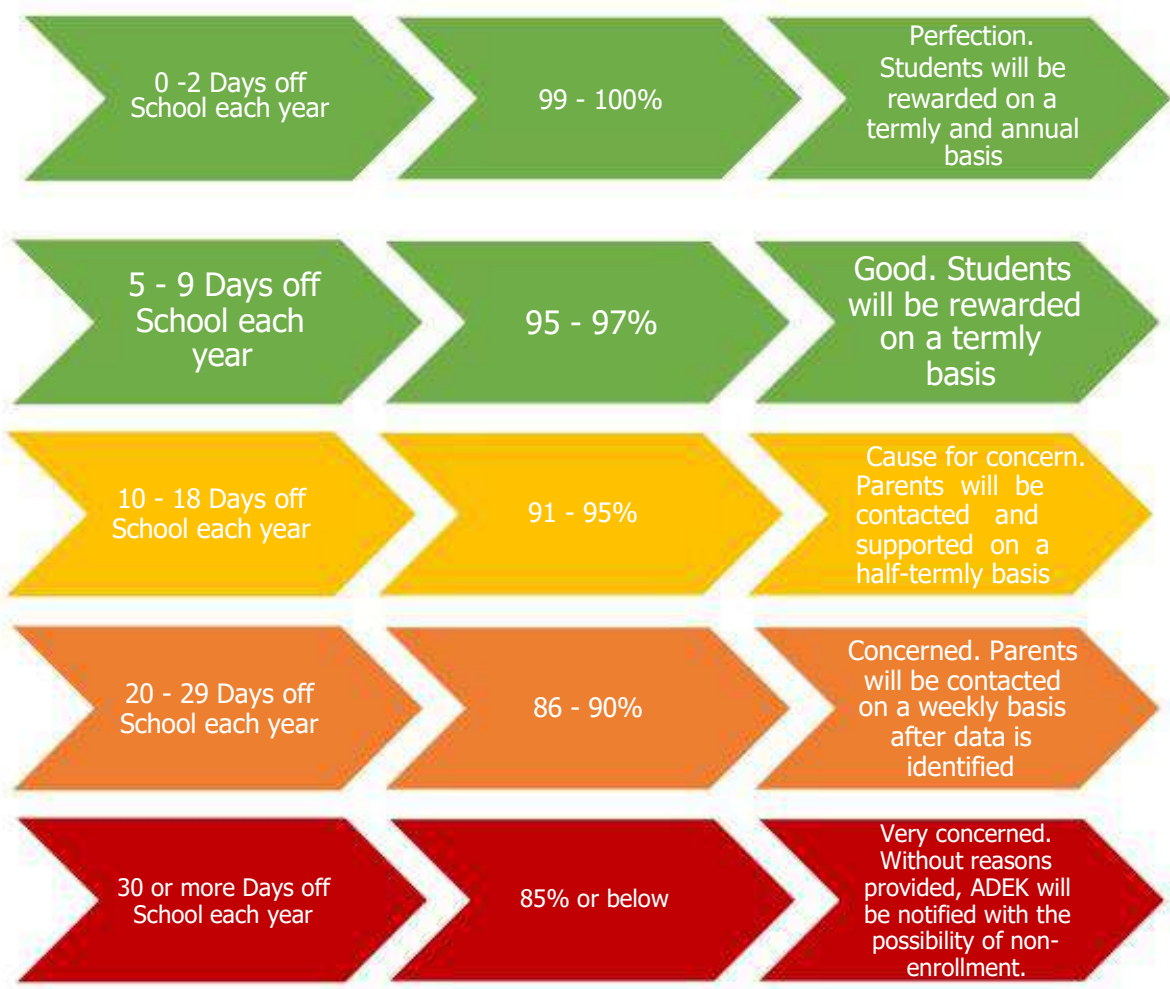 0 -2 Days off
School each year
99 - 100%
Perfection.
Students will be
rewarded on a
termly and annual
basis
5 - 9 Days off
School each
year
95 - 97%
Good. Students
will be rewarded
on a termly
basis
10 - 18 Days off
School each year
91 - 95%
Cause for concern.
Parents will be
contacted and
supported on a
half-termly basis
20 - 29 Days off
School each year
86 - 90%
Concerned. Parents
will be contacted
on a weekly basis
after data is
identified
30 or more Days off
School each year
85% or below
Very concerned.
Without reasons
provided, ADEK will
be notified with the
possibility of non-
enrollment.